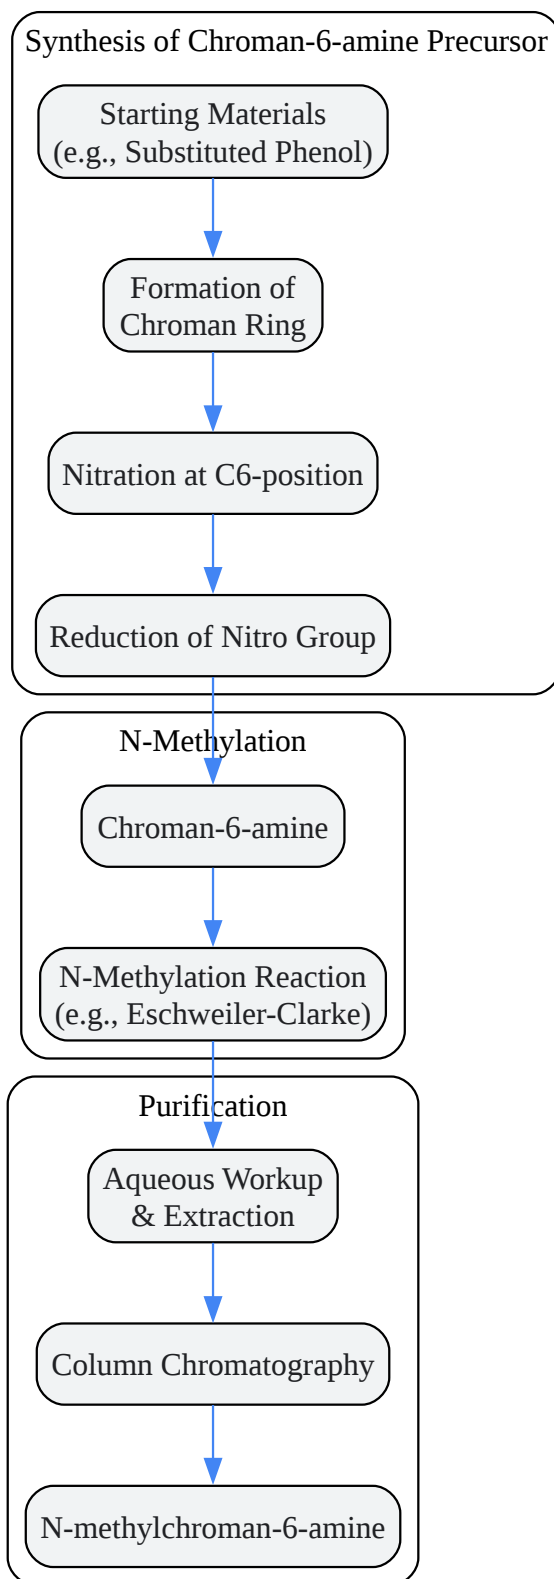 Synthesis of Chroman-6-amine Precursor
Starting Materials
(e.g., Substituted Phenol)
Formation of
Chroman Ring
Nitration at C6-position
Reduction of Nitro Group
N-Methylation
Chroman-6-amine
N-Methylation Reaction
(e.g., Eschweiler-Clarke)
Purification
Aqueous Workup
& Extraction
Column Chromatography
N-methylchroman-6-amine